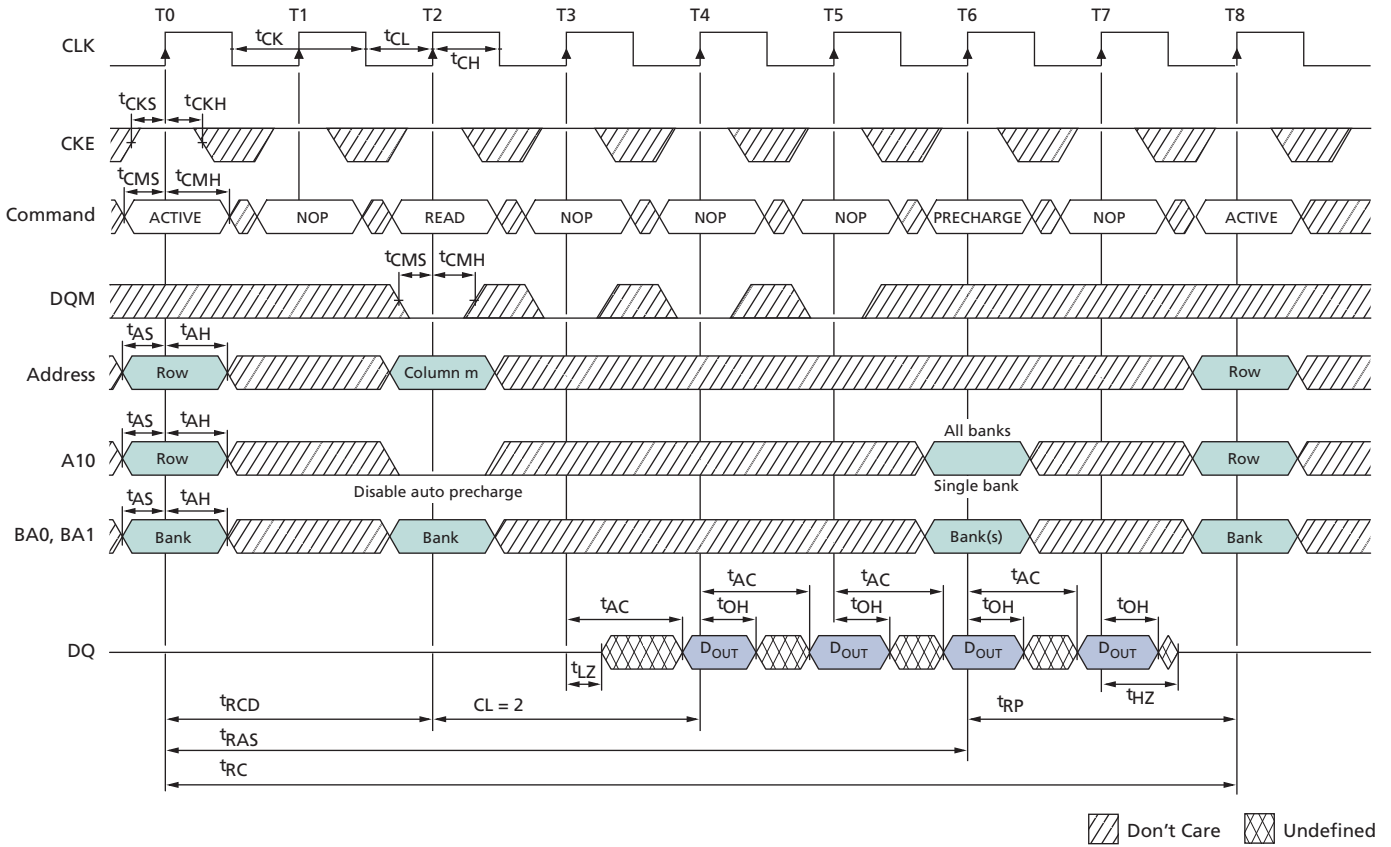 T0 T1 T2 T3 T4 T5 T6 T7 T8
CLK
tCK tCL
tCH
tCKS tCKH
CKE
tCMS tCMH
Command ACTIVE NOP READ NOP NOP NOP PRECHARGE NOP ACTIVE
tCMS tCMH
DQM
tAS tAH
Address Row Column m Row
tAS tAH
All banks
A10 Row Row
Disable auto precharge Single bank
tAS tAH
BA0, BA1 Bank Bank Bank(s) Bank
tAC tAC tAC
tAC tOH tOH tOH tOH
DQ DOUT DOUT DOUT DOUT
tLZ tHZ
tRCD CL = 2 tRP
tRAS
tRC
Don't Care Undefined